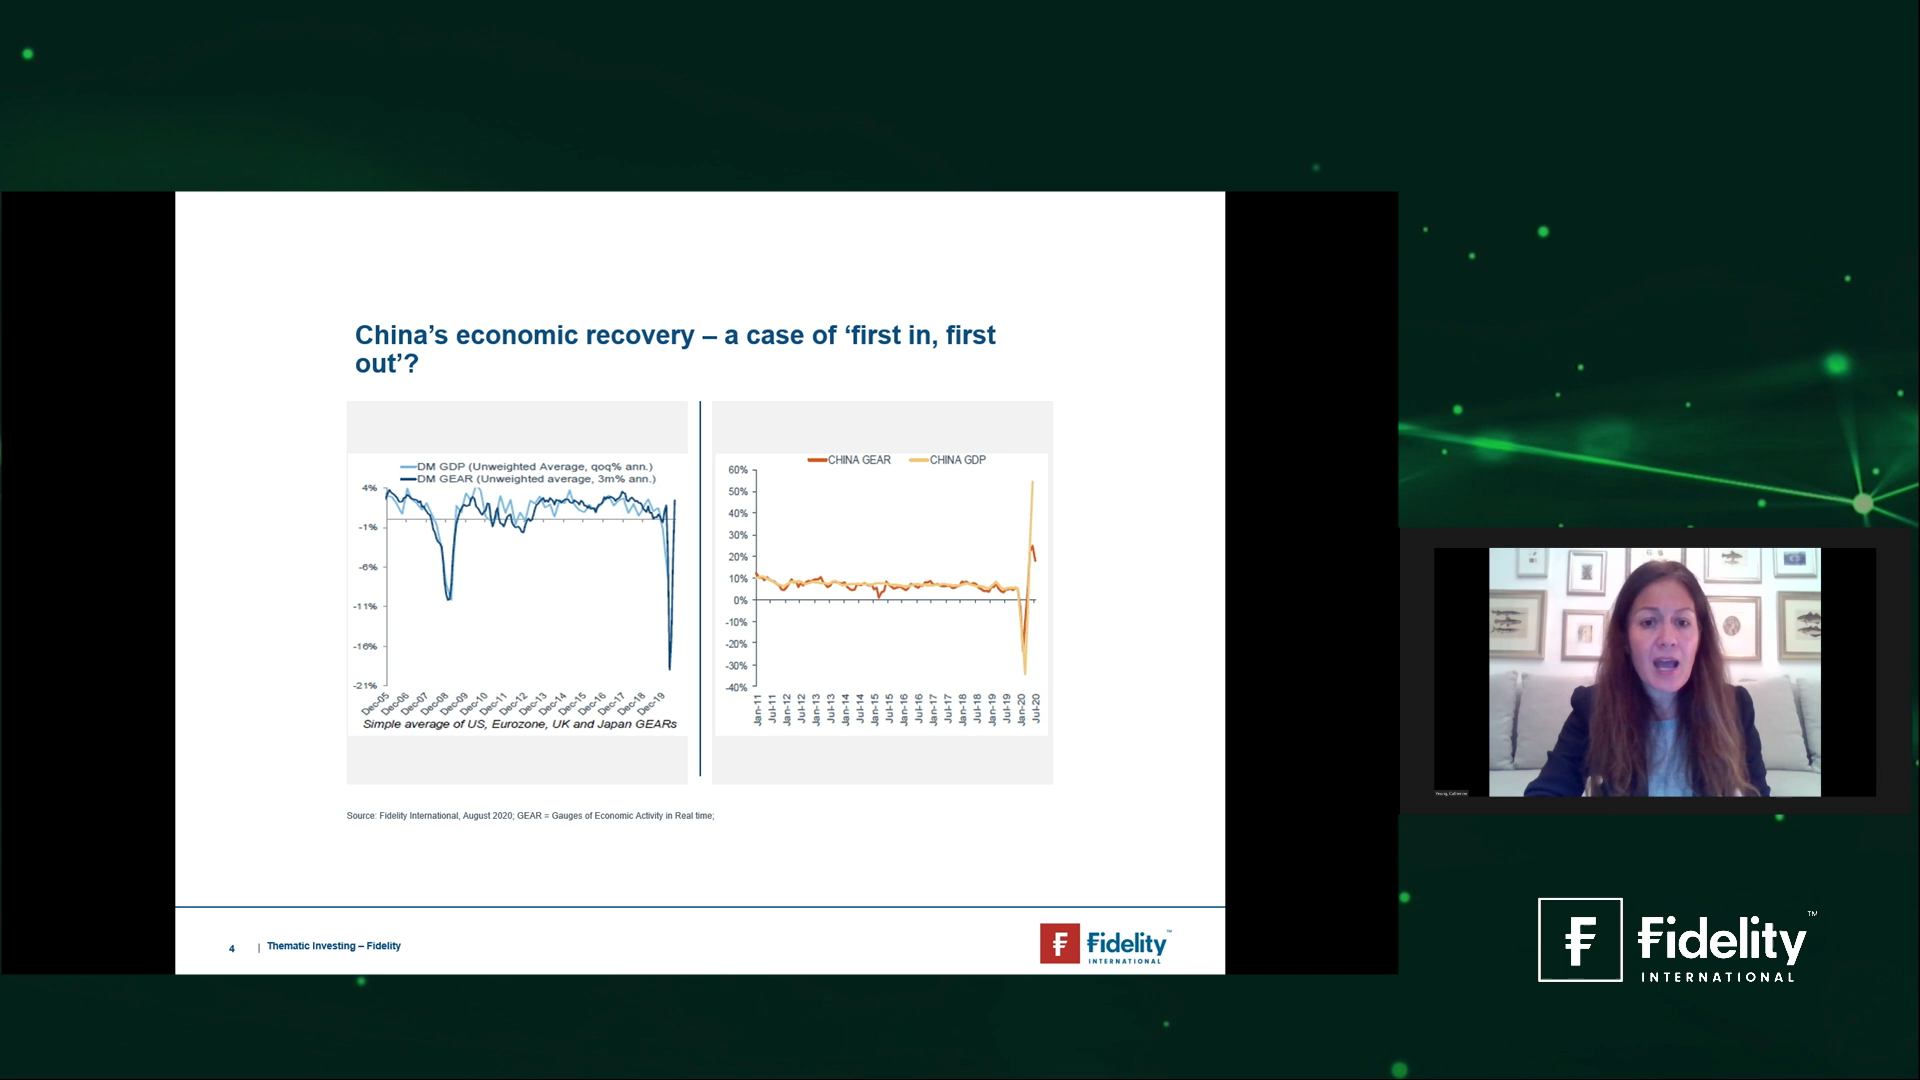 China’s economic recovery – a case of ‘first in, first
out’?
DM GDP (Unweighted Average, qoq% ann.)
DM GEAR (Unweighted average, 3m% ann.)
4%
-1%
-6%
-11%
-16%
-21%
Dec-05 Dec-06 Dec-07 Dec-08 Dec-09 Dec-10 Dec-11 Dec-12 Dec-13 Dec-14 Dec-15 Dec-16 Dec-17 Dec-18 Dec-19
Simple average of US, Eurozone, UK and Japan GEARs
CHINA GEAR CHINA GDP
60%
50%
40%
30%
20%
10%
0%
-10%
-20%
-30%
-40%
Jan-11 Jul-11 Jan-12 Jul-12 Jan-13 Jul-13 Jan-14 Jul-14 Jan-15 Jul-15 Jan-16 Jul-16 Jan-17 Jul-17 Jan-18 Jul-18 Jan-19 Jul-19 Jan-20 Jul-20
Source: Fidelity International, August 2020; GEAR = Gauges of Economic Activity in Real time;
4 | Thematic Investing – Fidelity
Fidelity™
INTERNATIONAL
Yeung, Catherine
Fidelity™
INTERNATIONAL